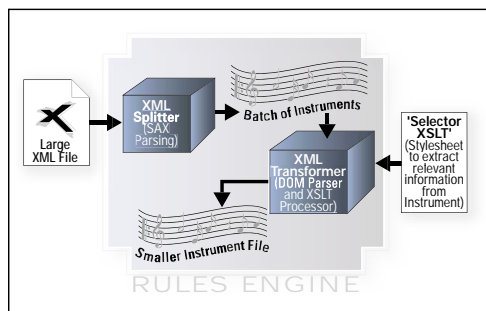 Large
XML File
XML
Splitter
(SAX
Parsing)
Batch of Instruments
'Selector
XSLT'
(Stylesheet
to extract
relevant
information
from
Instrument)
XML
Transformer
(DOM Parser
and XSLT
Processor)
Smaller Instrument File
RULES ENGINE